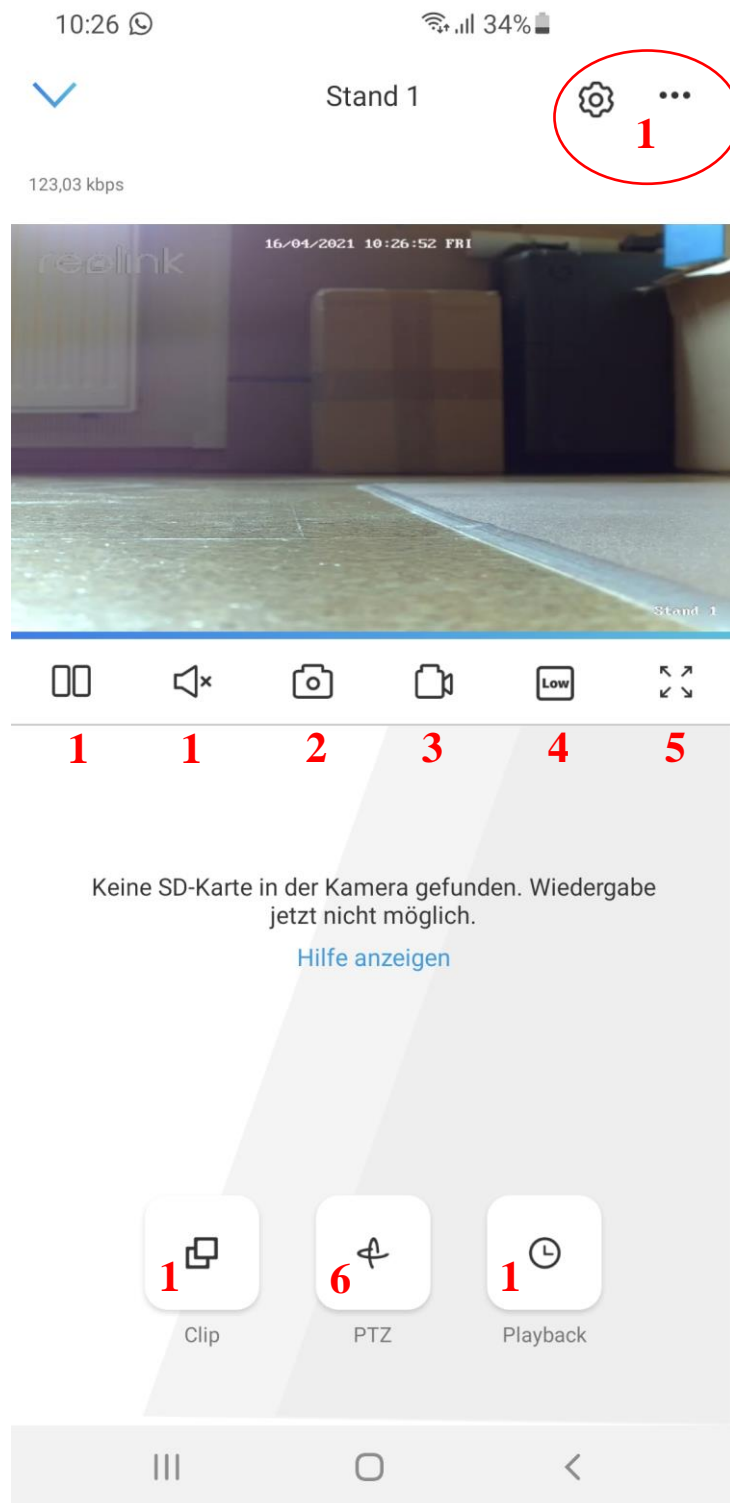 10:26
34%
Stand 1
1
123,03 kbps
reolink
16/04/2021 10:26:52 FRI
Stand 1
Low
1 1 2 3 4 5
Keine SD-Karte in der Kamera gefunden. Wiedergabe
jetzt nicht möglich.
Hilfe anzeigen
1 6 1
Clip PTZ Playback